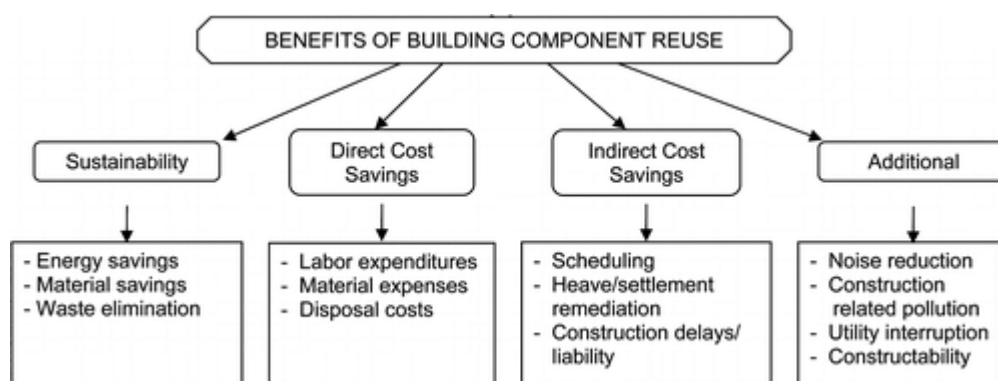 BENEFITS OF BUILDING COMPONENT REUSE
Sustainability
Direct Cost
Savings
Indirect Cost
Savings
Additional
- Energy savings
- Material savings
- Waste elimination
- Labor expenditures
- Material expenses
- Disposal costs
- Scheduling
- Heave/settlement
remediation
- Construction delays/
liability
- Noise reduction
- Construction
related pollution
- Utility interruption
- Constructability